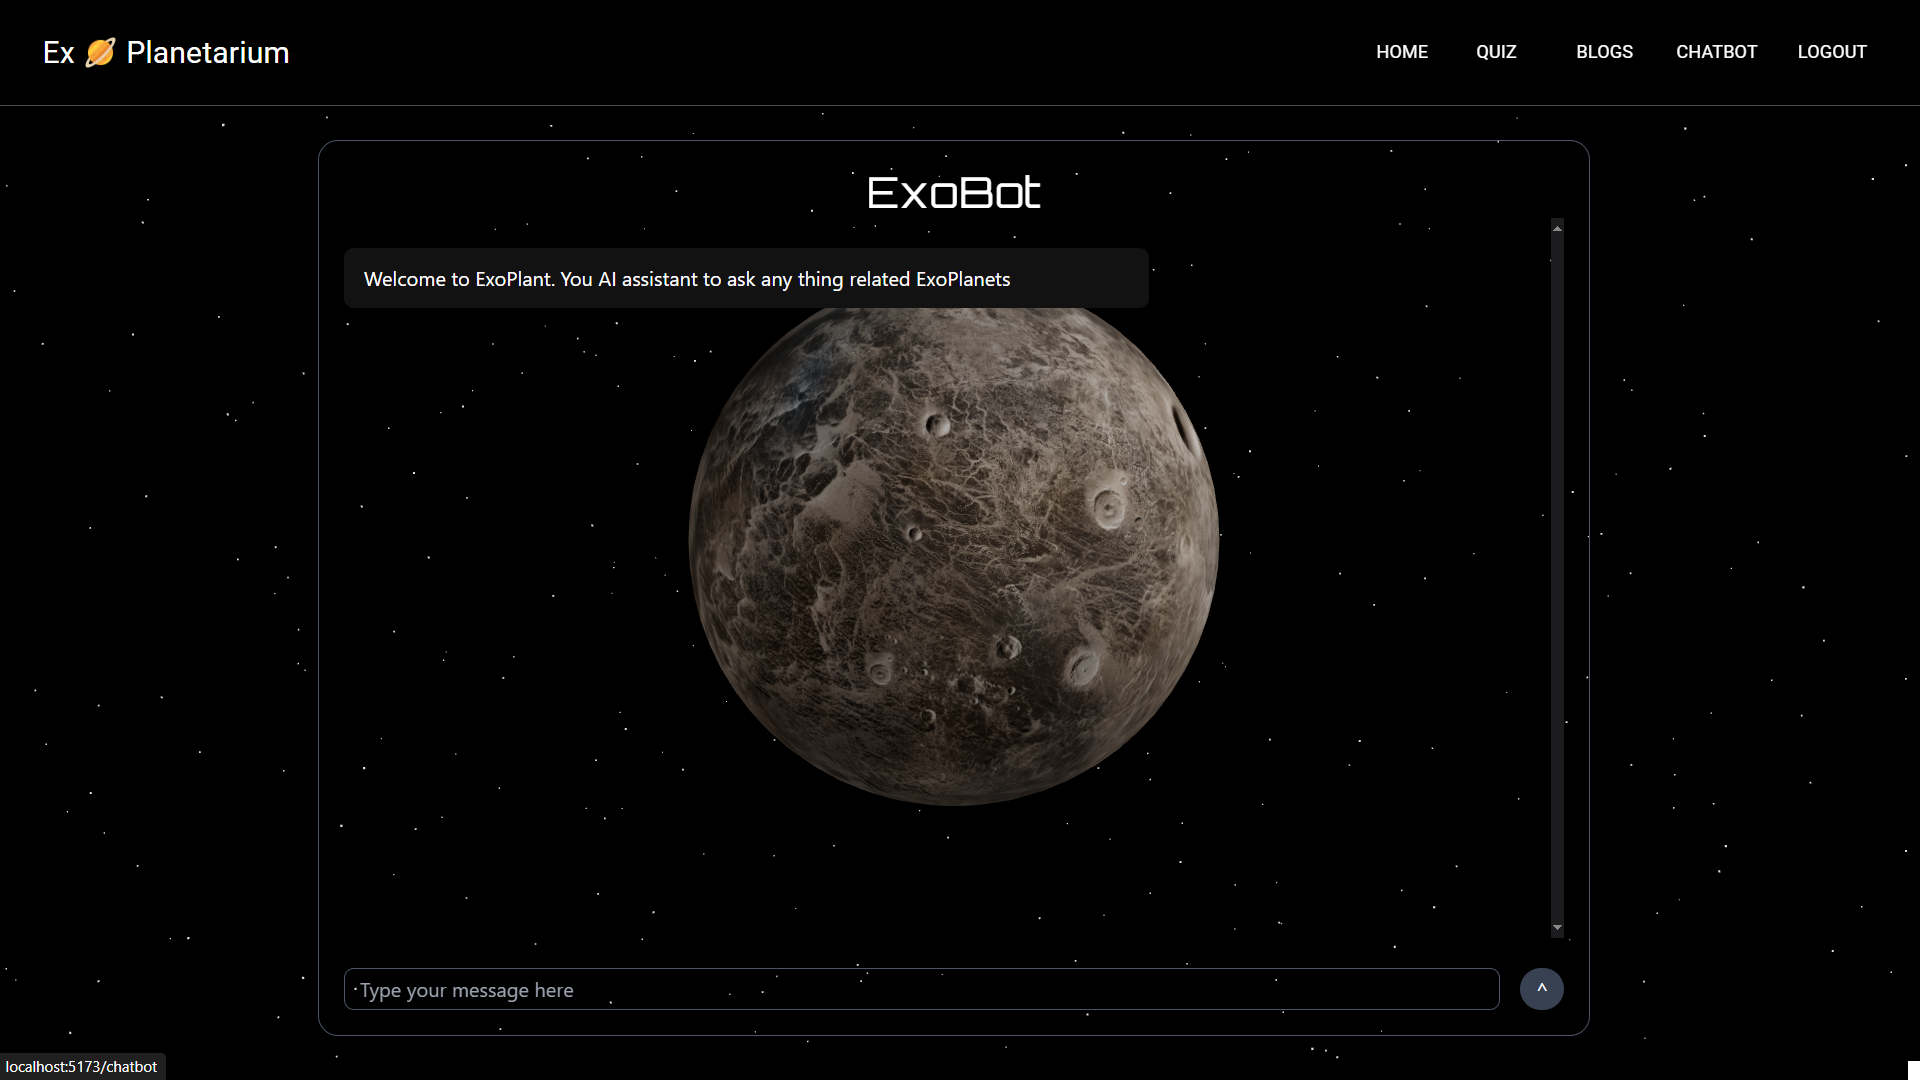 Ex 🪐 Planetarium
HOME QUIZ BLOGS CHATBOT LOGOUT
ExoBot
Welcome to ExoPlant. You AI assistant to ask any thing related ExoPlanets
Type your message here
^
localhost:5173/chatbot